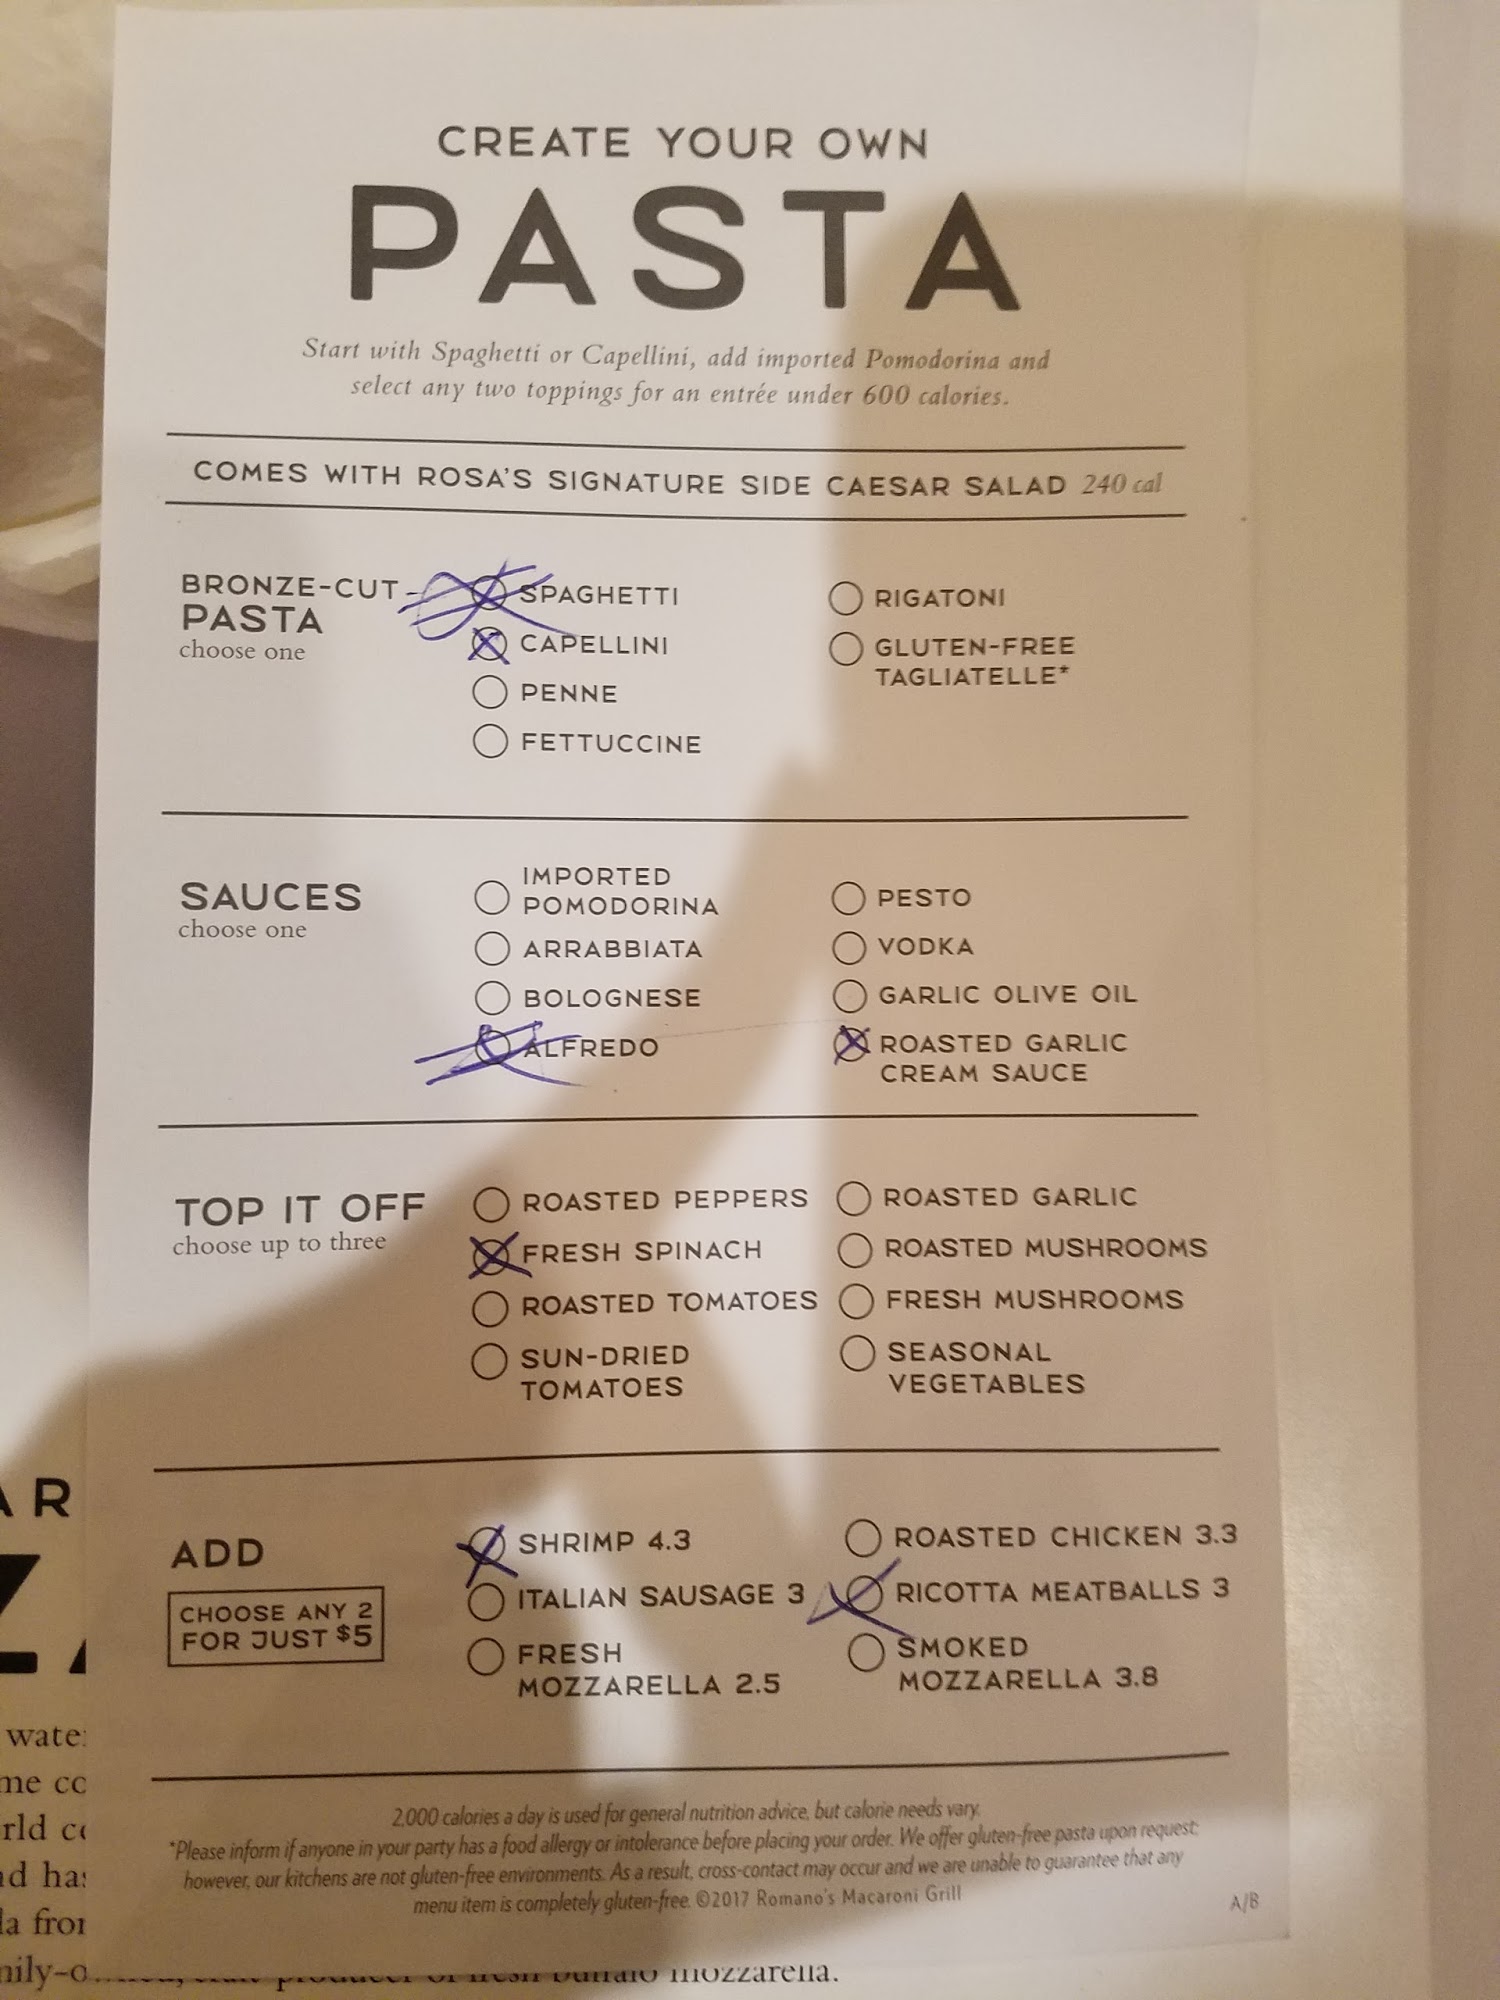 CREATE YOUR OWN
PASTA
Start with Spaghetti or Capellini, add imported Pomodorina and
select any two toppings for an entrée under 600 calories.
COMES WITH ROSA'S SIGNATURE SIDE CAESAR SALAD 240 cal
BRONZE-CUT
PASTA
choose one
SPAGHETTI
CAPELLINI
PENNE
FETTUCCINE
RIGATONI
GLUTEN-FREE
TAGLIATELLE*
SAUCES
choose one
IMPORTED
POMODORINA
ARRABBIATA
BOLOGNESE
ALFREDO
PESTO
VODKA
GARLIC OLIVE OIL
ROASTED GARLIC
CREAM SAUCE
TOP IT OFF
choose up to three
ROASTED PEPPERS
FRESH SPINACH
ROASTED TOMATOES
SUN-DRIED
TOMATOES
ROASTED GARLIC
ROASTED MUSHROOMS
FRESH MUSHROOMS
SEASONAL
VEGETABLES
ADD
CHOOSE ANY 2
FOR JUST $5
SHRIMP 4.3
ITALIAN SAUSAGE 3
FRESH
MOZZARELLA 2.5
ROASTED CHICKEN 3.3
RICOTTA MEATBALLS 3
SMOKED
MOZZARELLA 3.8
2,000 calories a day is used for general nutrition advice, but calorie needs vary.
*Please inform if anyone in your party has a food allergy or intolerance before placing your order. We offer gluten-free pasta upon request;
however, our kitchens are not gluten-free environments. As a result, cross-contact may occur and we are unable to guarantee that any
menu item is completely gluten-free. ©2017 Romano's Macaroni Grill
A/B
of fresh buffalo mozzarella.